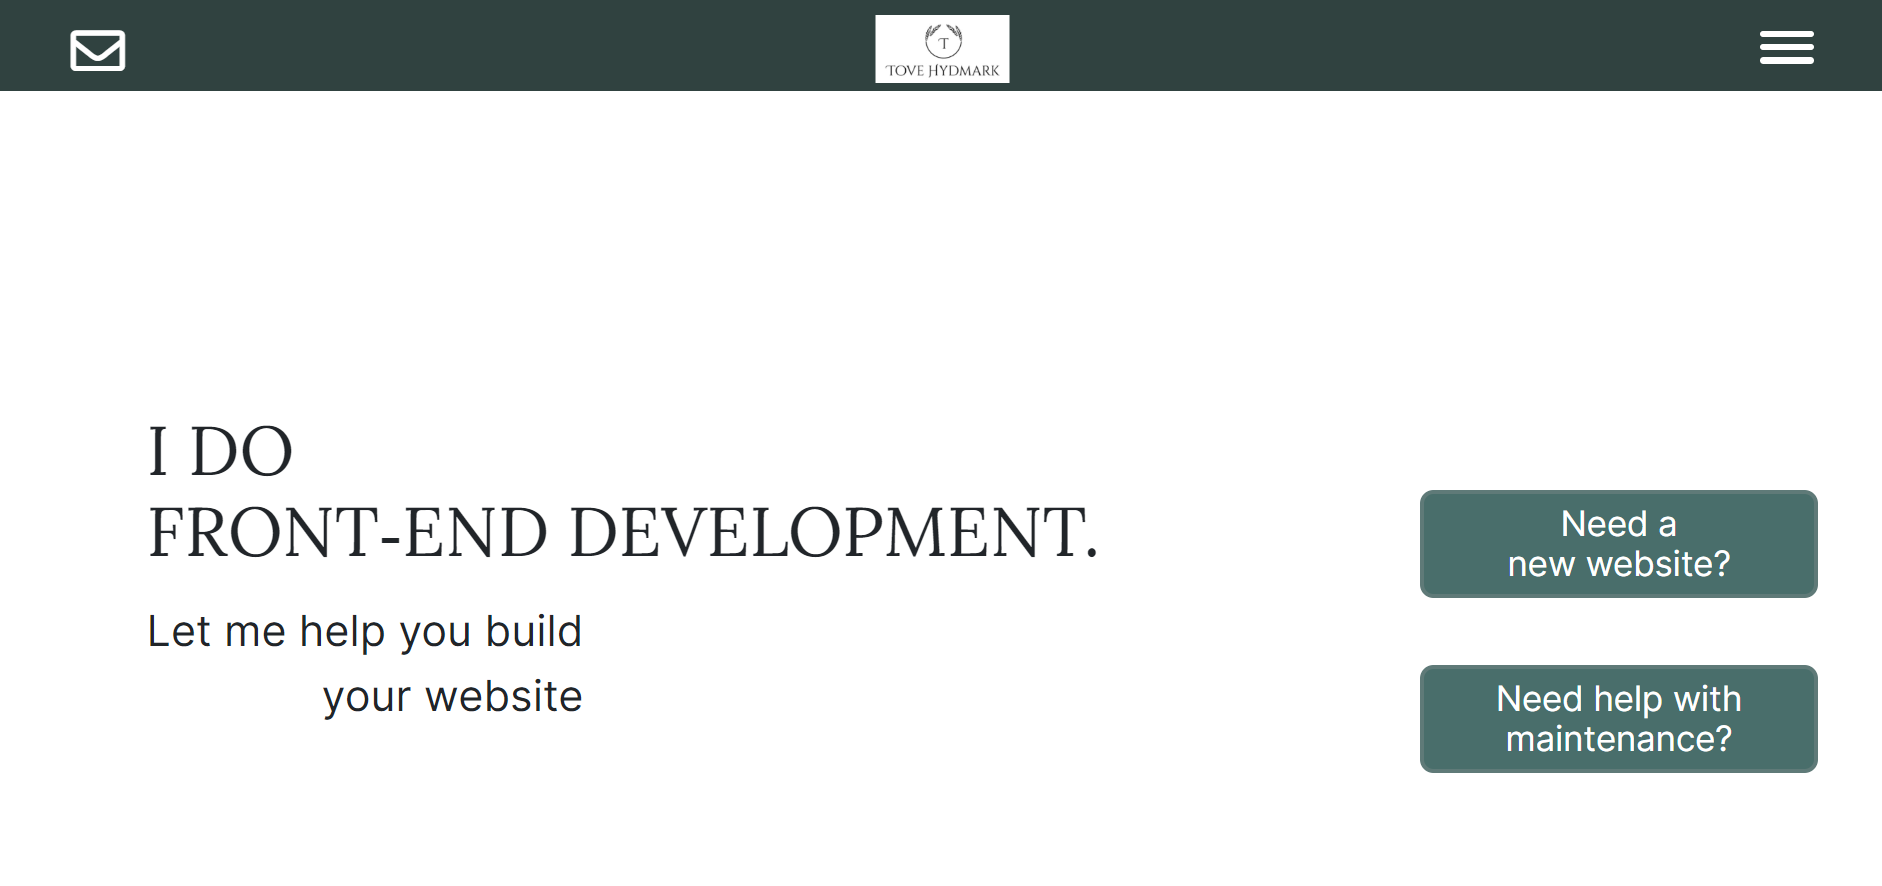 T
TOVE HYDMARK
I DO
FRONT-END DEVELOPMENT.
Let me help you build
your website
Need a
new website?
Need help with
maintenance?